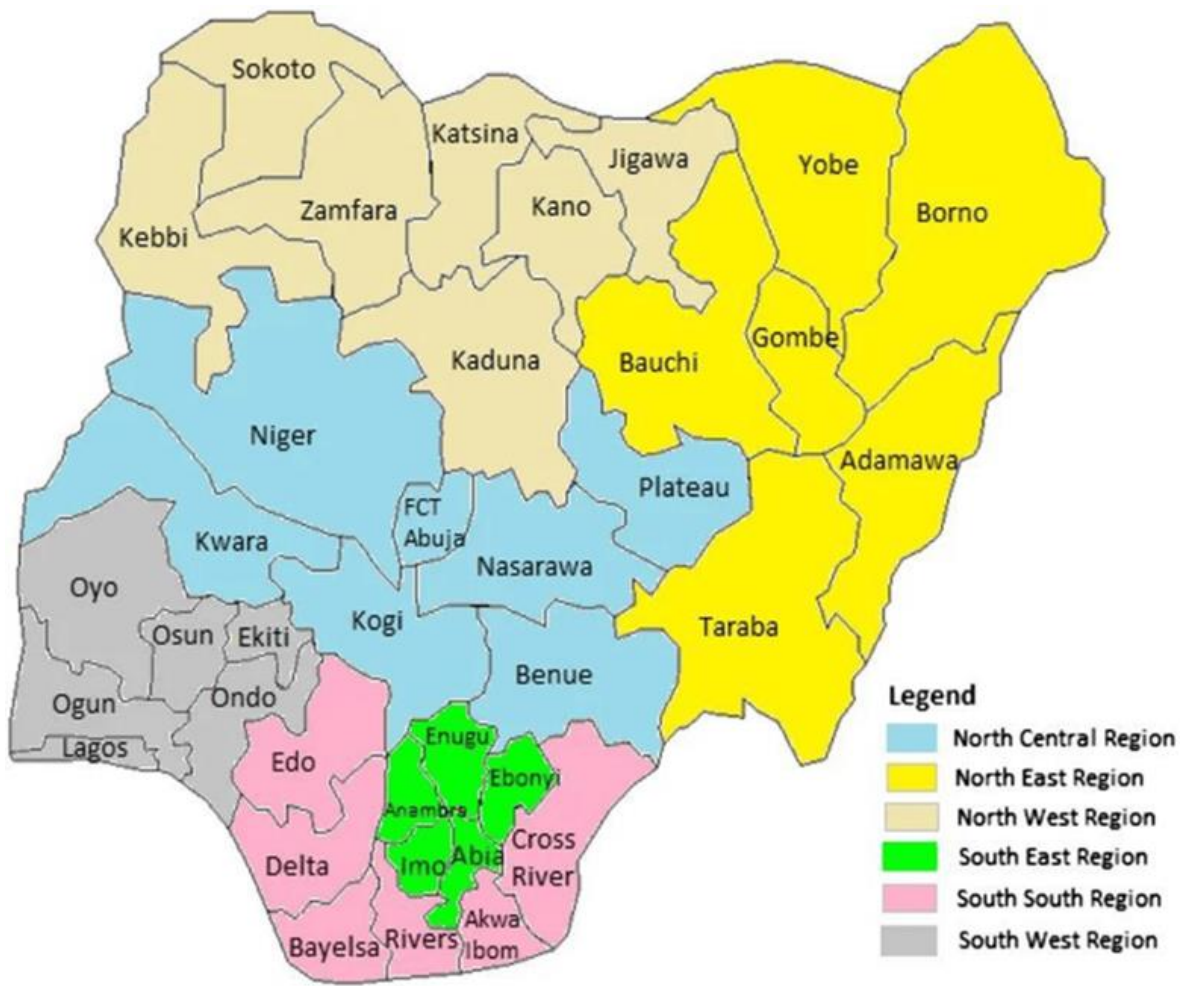 Sokoto
Katsina
Jigawa
Yobe
Zamfara
Kano
Borno
Kebbi
Gombe
Kaduna
Bauchi
Niger
Adamawa
Plateau
FCT
Abuja
Kwara
Nasarawa
Oyo
Kogi
Taraba
Osun
Ekiti
Benue
Ogun
Ondo
Lagos
Enugu
Edo
Ebonyi
Anambra
Delta
Imo
Abia
Cross
River
Akwa
Ibom
Bayelsa
Rivers
Legend
North Central Region
North East Region
North West Region
South East Region
South South Region
South West Region